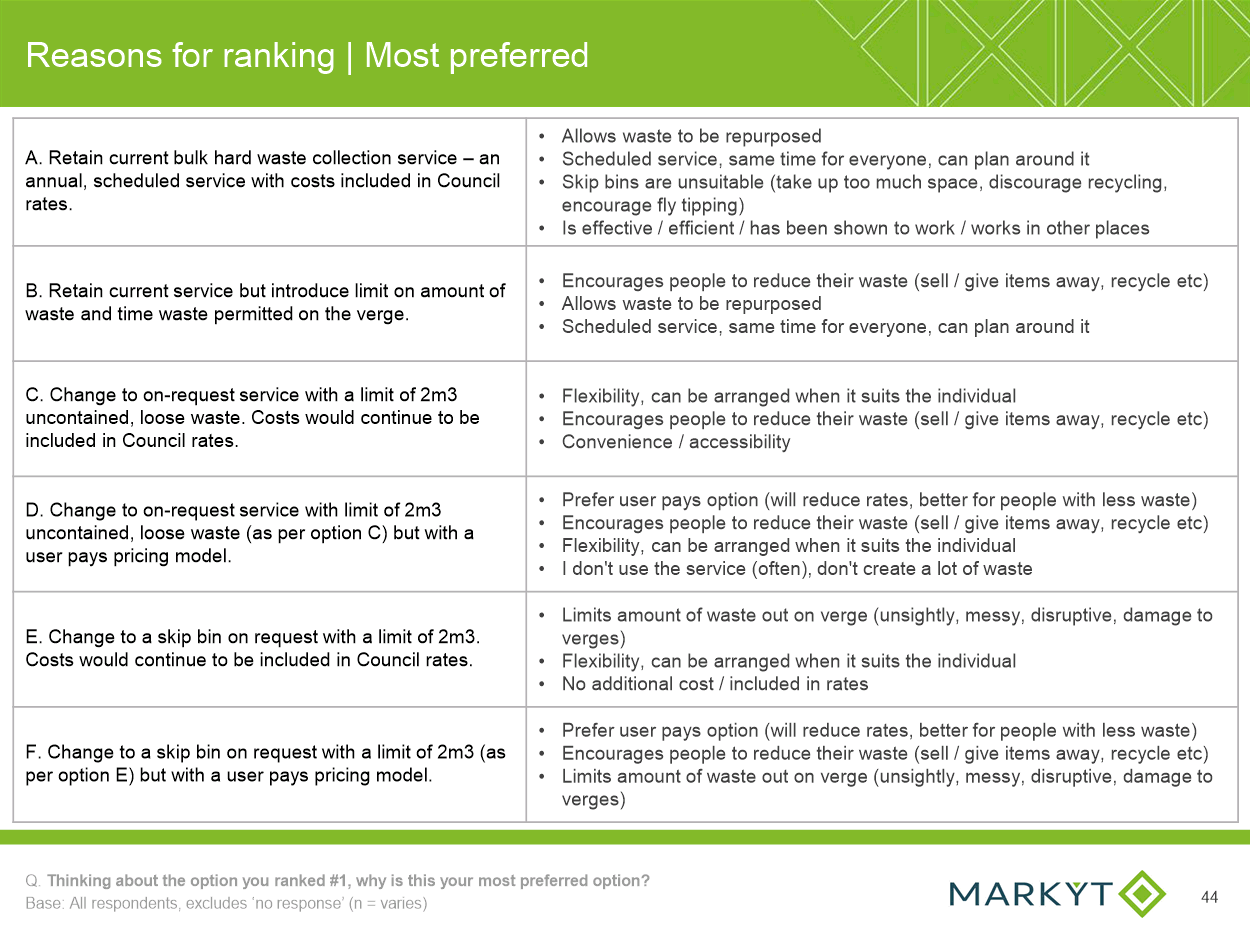 Reasons for ranking | Most preferred
A. Retain current bulk hard waste collection service – an
annual, scheduled service with costs included in Council
rates.
• Allows waste to be repurposed
• Scheduled service, same time for everyone, can plan around it
• Skip bins are unsuitable (take up too much space, discourage recycling,
encourage fly tipping)
• Is effective / efficient / has been shown to work / works in other places
B. Retain current service but introduce limit on amount of
waste and time waste permitted on the verge.
• Encourages people to reduce their waste (sell / give items away, recycle etc)
• Allows waste to be repurposed
• Scheduled service, same time for everyone, can plan around it
C. Change to on-request service with a limit of 2m3
uncontained, loose waste. Costs would continue to be
included in Council rates.
• Flexibility, can be arranged when it suits the individual
• Encourages people to reduce their waste (sell / give items away, recycle etc)
• Convenience / accessibility
D. Change to on-request service with limit of 2m3
uncontained, loose waste (as per option C) but with a
user pays pricing model.
• Prefer user pays option (will reduce rates, better for people with less waste)
• Encourages people to reduce their waste (sell / give items away, recycle etc)
• Flexibility, can be arranged when it suits the individual
• I don't use the service (often), don't create a lot of waste
E. Change to a skip bin on request with a limit of 2m3.
Costs would continue to be included in Council rates.
• Limits amount of waste out on verge (unsightly, messy, disruptive, damage to
verges)
• Flexibility, can be arranged when it suits the individual
• No additional cost / included in rates
F. Change to a skip bin on request with a limit of 2m3 (as
per option E) but with a user pays pricing model.
• Prefer user pays option (will reduce rates, better for people with less waste)
• Encourages people to reduce their waste (sell / give items away, recycle etc)
• Limits amount of waste out on verge (unsightly, messy, disruptive, damage to
verges)
Q. Thinking about the option you ranked #1, why is this your most preferred option?
Base: All respondents, excludes ‘no response’ (n = varies)
MARKYT
44